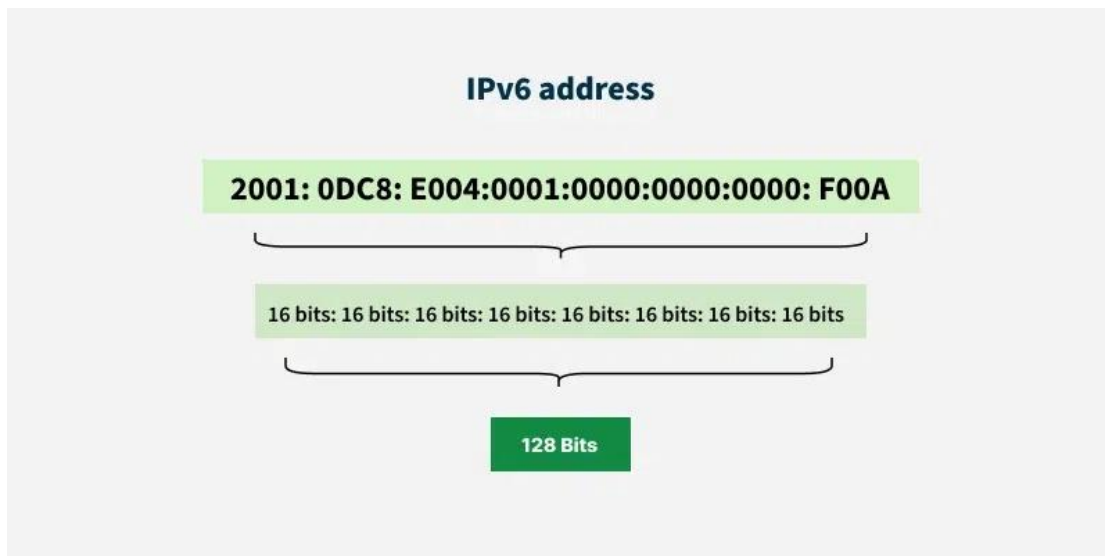 IPv6 address
2001: 0DC8: E004:0001:0000:0000:0000: F00A
16 bits: 16 bits: 16 bits: 16 bits: 16 bits: 16 bits: 16 bits: 16 bits
128 Bits